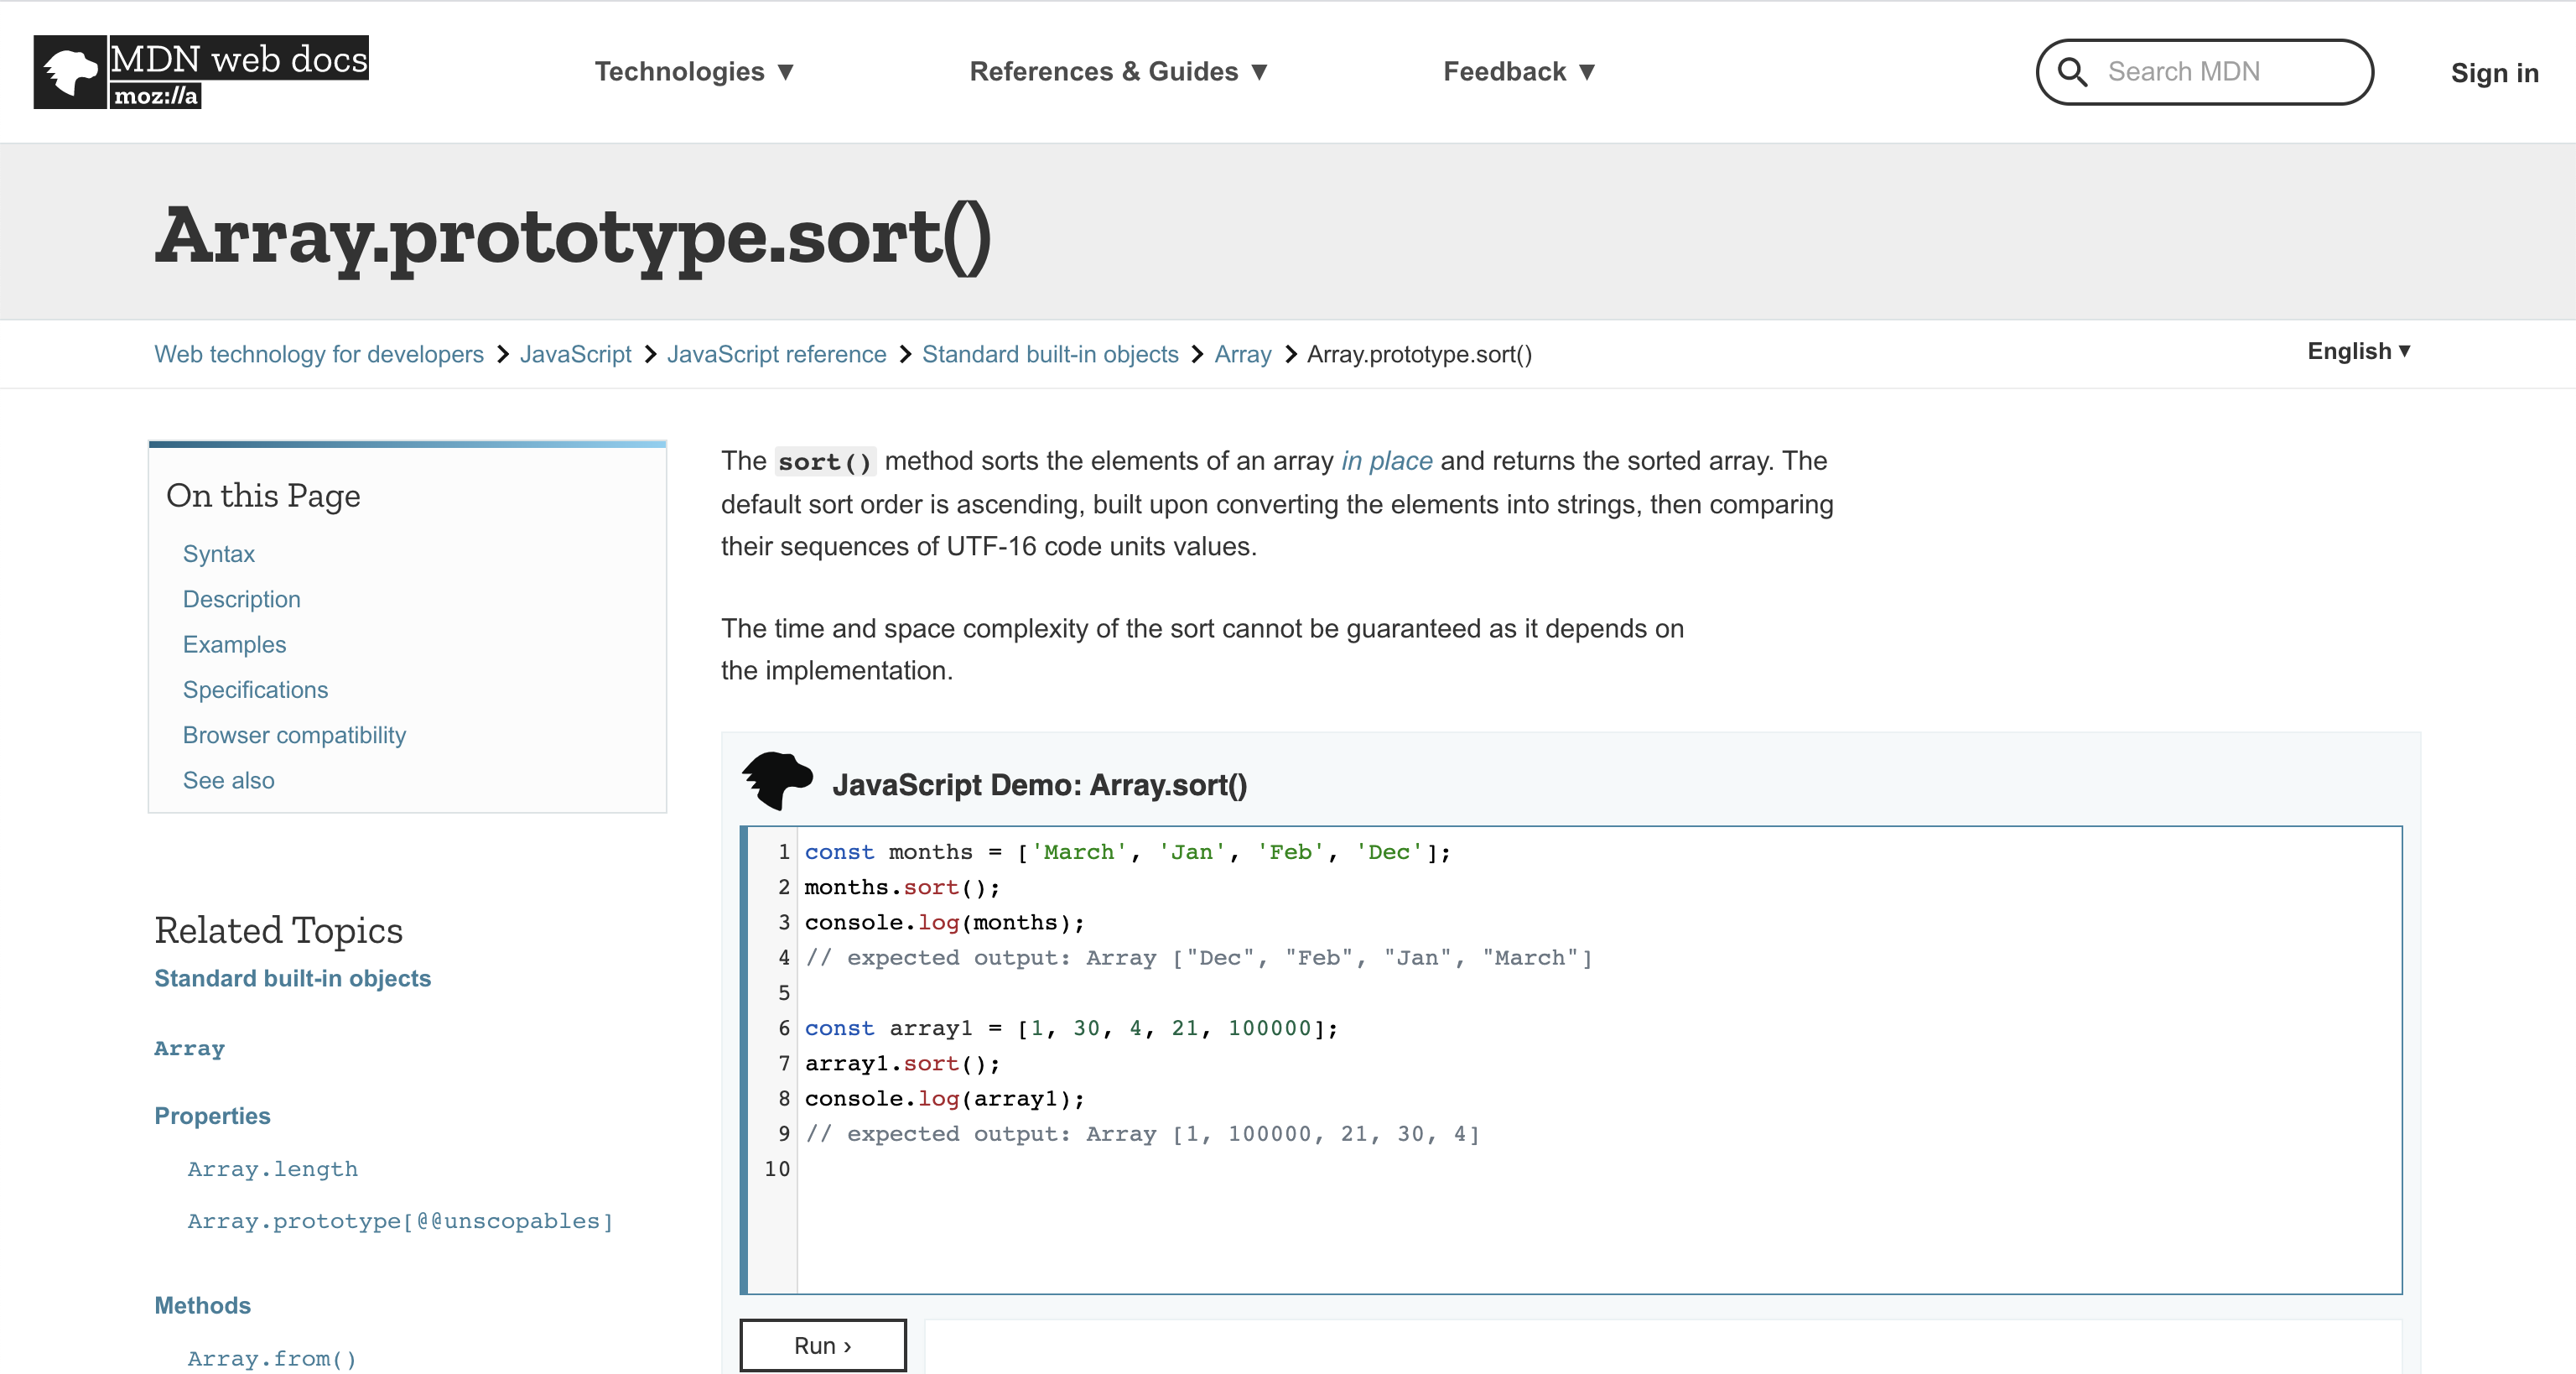 MDN web docs
moz://a
Technologies ▼
References & Guides ▼
Feedback ▼
Search MDN
Sign in
Array.prototype.sort()
Web technology for developers > JavaScript > JavaScript reference > Standard built-in objects > Array > Array.prototype.sort()
English ▼
On this Page
Syntax
Description
Examples
Specifications
Browser compatibility
See also
Related Topics
Standard built-in objects
Array
Properties
Array.length
Array.prototype[@@unscopables]
Methods
Array.from()
The sort() method sorts the elements of an array in place and returns the sorted array. The
default sort order is ascending, built upon converting the elements into strings, then comparing
their sequences of UTF-16 code units values.
The time and space complexity of the sort cannot be guaranteed as it depends on
the implementation.
JavaScript Demo: Array.sort()
1 const months = ['March', 'Jan', 'Feb', 'Dec'];
2 months.sort();
3 console.log(months);
4 // expected output: Array ["Dec", "Feb", "Jan", "March"]
5
6 const array1 = [1, 30, 4, 21, 100000];
7 array1.sort();
8 console.log(array1);
9 // expected output: Array [1, 100000, 21, 30, 4]
10
Run ›